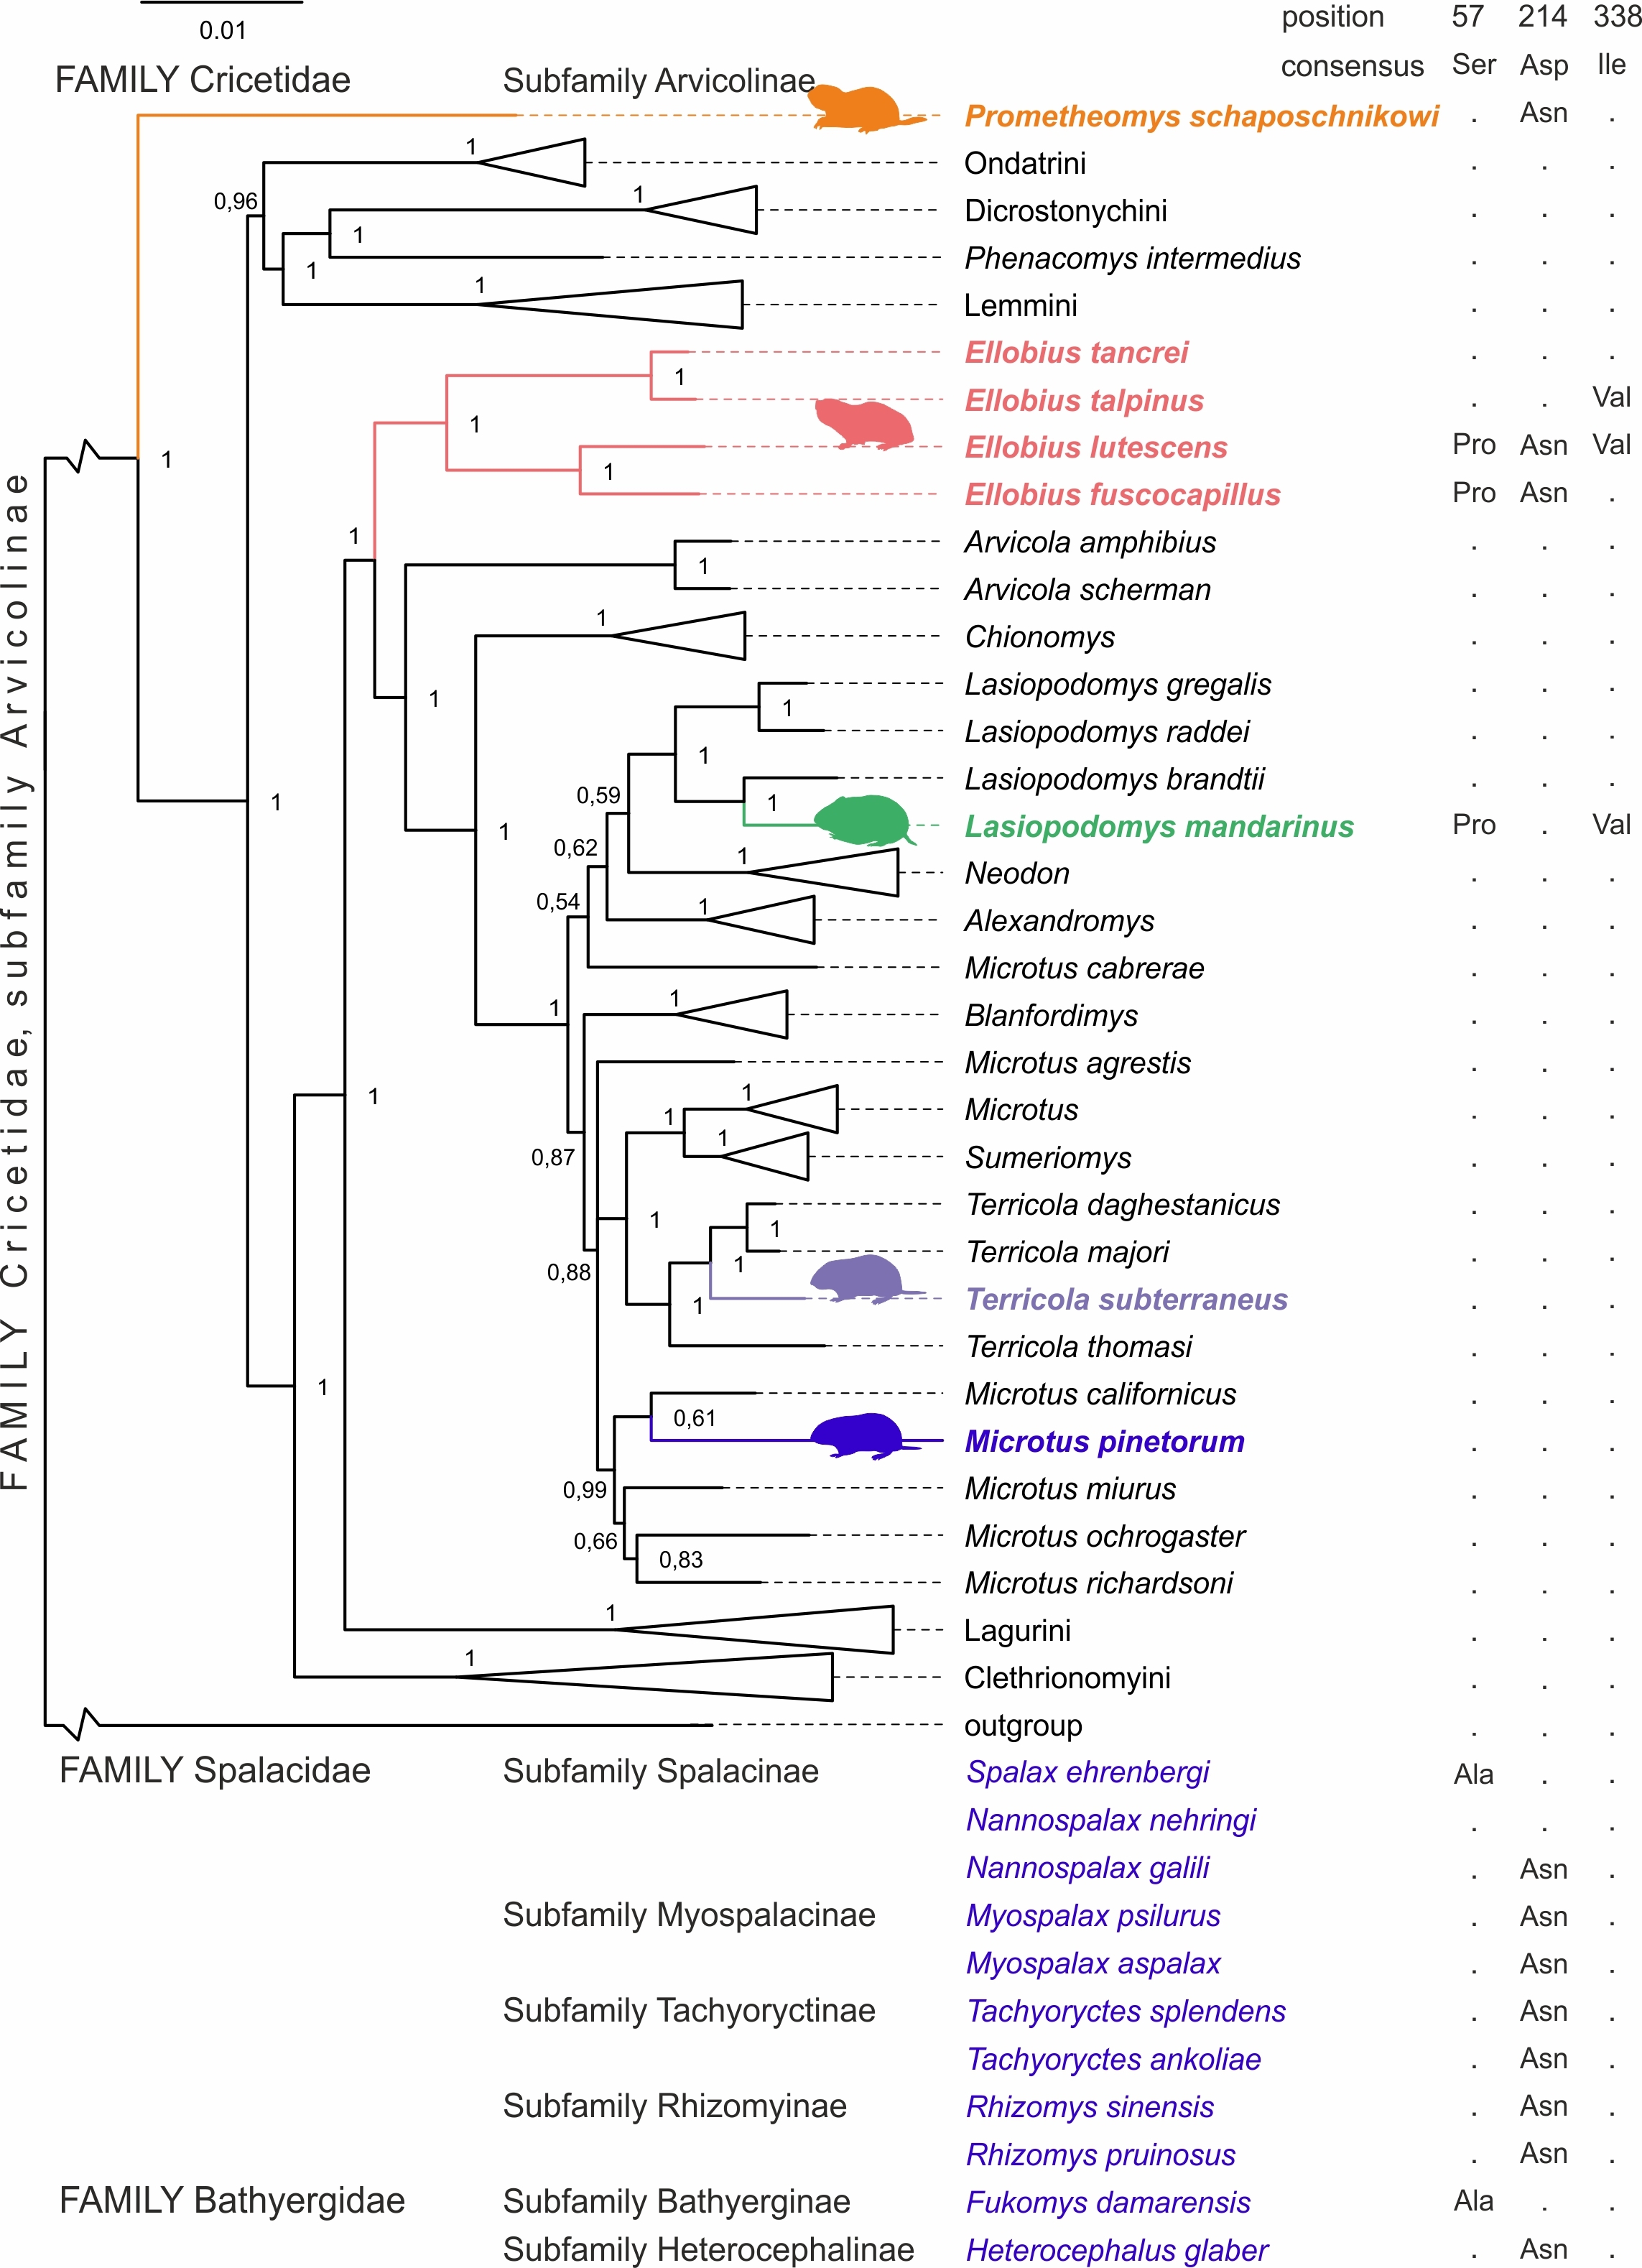 position 57 214 338
0.01
consensus Ser Asp Ile
FAMILY Cricetidae Subfamily Arvicolinae
Prometheomys schaposchnikowi . Asn .
1 Ondatrini . . .
0,96 1 Dicrostonychini . . .
1 Phenacomys intermedius . . .
1 1 Lemmini . . .
Ellobius tancrei . . .
1 Ellobius talpinus . . Val
1 Ellobius lutescens Pro Asn Val
1 1 Ellobius fuscocapillus Pro Asn .
1 Arvicola amphibius . . .
1 Arvicola scherman . . .
1 Chionomys . . .
1 Lasiopodomys gregalis . . .
1 Lasiopodomys raddei . . .
1 Lasiopodomys brandtii . . .
0,59 1 1 1 Lasiopodomys mandarinus Pro . Val
0,62 1 Neodon . . .
0,54 1 Alexandromys . . .
Microtus cabrerae . . .
1 1 Blanfordimys . . .
Microtus agrestis . . .
1 1 1 Microtus . . .
0,87 1 Sumeriomys . . .
1 Terricola daghestanicus . . .
1 1 Terricola majori . . .
0,88 1 Terricola subterraneus . . .
Terricola thomasi . . .
1 Microtus californicus . . .
0,61 Microtus pinetorum . . .
0,99 Microtus miurus . . .
0,66 Microtus ochrogaster . . .
0,83 Microtus richardsoni . . .
1 Lagurini . . .
1 Clethrionomyini . . .
outgroup . . .
FAMILY Cricetidae, subfamily Arvicolinae
FAMILY Spalacidae Subfamily Spalacinae Spalax ehrenbergi Ala . .
Nannospalax nehringi . . .
Nannospalax galili . Asn .
Subfamily Myospalacinae Myospalax psilurus . Asn .
Myospalax aspalax . Asn .
Subfamily Tachyoryctinae Tachyoryctes splendens . Asn .
Tachyoryctes ankoliae . Asn .
Subfamily Rhizomyinae Rhizomys sinensis . Asn .
Rhizomys pruinosus . Asn .
FAMILY Bathyergidae Subfamily Bathyerginae Fukomys damarensis Ala . .
Subfamily Heterocephalinae Heterocephalus glaber . Asn .